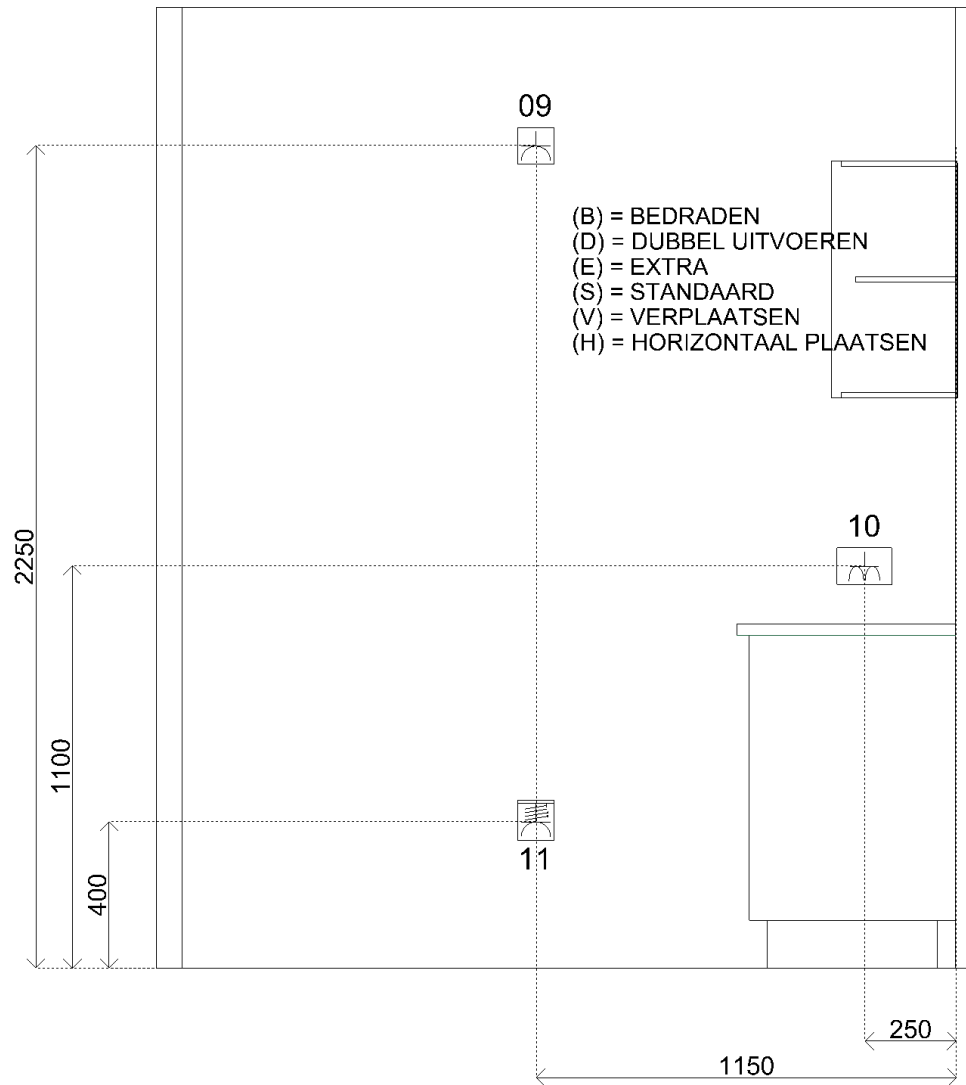 09
(B) = BEDRADEN
(D) = DUBBEL UITVOEREN
(E) = EXTRA
(S) = STANDAARD
(V) = VERPLAATSEN
(H) = HORIZONTAAL PLAATSEN
10
2250
1100
400
11
250
1150